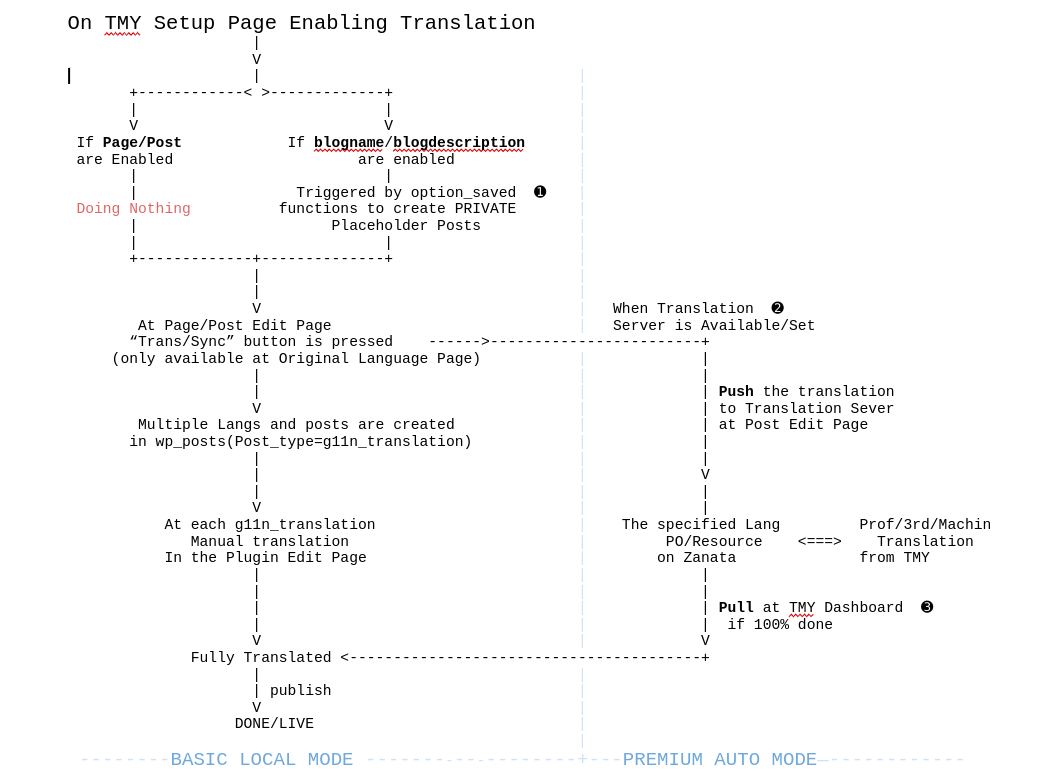 On TMY Setup Page Enabling Translation
If Page/Post
are Enabled
If blogname/blogdescription
are enabled
Doing Nothing
Triggered by option_saved ❶
functions to create PRIVATE
Placeholder Posts
At Page/Post Edit Page
“Trans/Sync” button is pressed
(only available at Original Language Page)
When Translation ❷
Server is Available/Set
Push the translation
to Translation Sever
at Post Edit Page
Multiple Langs and posts are created
in wp_posts(Post_type=g11n_translation)
At each g11n_translation
Manual translation
In the Plugin Edit Page
The specified Lang
PO/Resource
on Zanata
<===>
Prof/3rd/Machin
Translation
from TMY
Pull at TMY Dashboard ❸
if 100% done
Fully Translated
publish
DONE/LIVE
BASIC LOCAL MODE
PREMIUM AUTO MODE